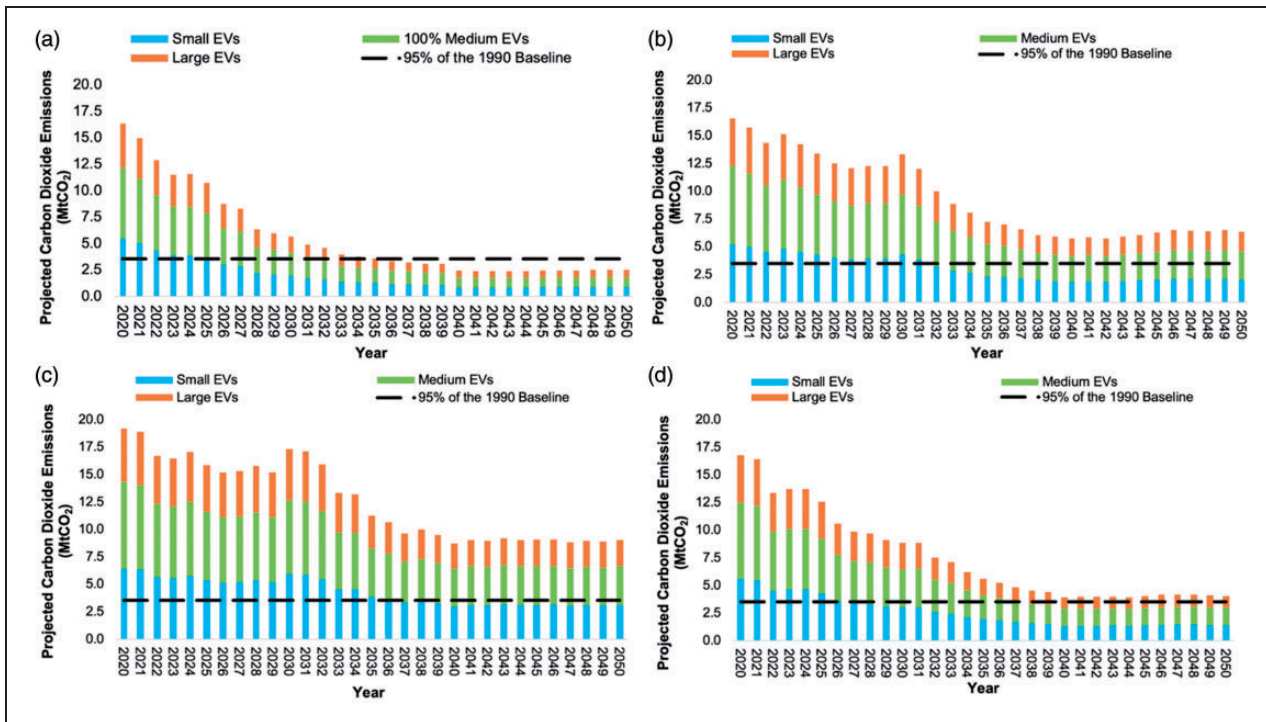 (a)
Small EVs 100% Medium EVs
Large EVs 95% of the 1990 Baseline
Projected Carbon Dioxide Emissions
(MtCO2)
20.0
17.5
15.0
12.5
10.0
7.5
5.0
2.5
0.0
2020 2021 2022 2023 2024 2025 2026 2027 2028 2029 2030 2031 2032 2033 2034 2035 2036 2037 2038 2039 2040 2041 2042 2043 2044 2045 2046 2047 2048 2049 2050
Year
(b)
Small EVs Medium EVs
Large EVs 95% of the 1990 Baseline
Projected Carbon Dioxide Emissions
(MtCO2)
20.0
17.5
15.0
12.5
10.0
7.5
5.0
2.5
0.0
2020 2021 2022 2023 2024 2025 2026 2027 2028 2029 2030 2031 2032 2033 2034 2035 2036 2037 2038 2039 2040 2041 2042 2043 2044 2045 2046 2047 2048 2049 2050
Year
(c)
Small EVs Medium EVs
Large EVs 95% of the 1990 Baseline
Projected Carbon Dioxide Emissions
(MtCO2)
20.0
17.5
15.0
12.5
10.0
7.5
5.0
2.5
0.0
2020 2021 2022 2023 2024 2025 2026 2027 2028 2029 2030 2031 2032 2033 2034 2035 2036 2037 2038 2039 2040 2041 2042 2043 2044 2045 2046 2047 2048 2049 2050
Year
(d)
Small EVs Medium EVs
Large EVs 95% of the 1990 Baseline
Projected Carbon Dioxide Emissions
(MtCO2)
20.0
17.5
15.0
12.5
10.0
7.5
5.0
2.5
0.0
2020 2021 2022 2023 2024 2025 2026 2027 2028 2029 2030 2031 2032 2033 2034 2035 2036 2037 2038 2039 2040 2041 2042 2043 2044 2045 2046 2047 2048 2049 2050
Year